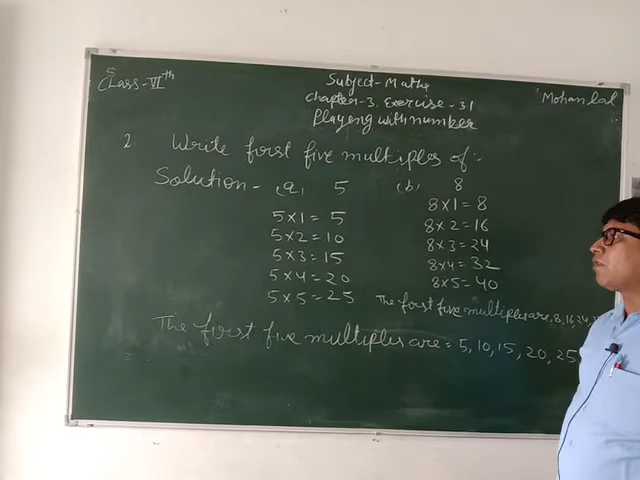 Class-VIth
Subject-Maths
Chapter-3. Exercise-3.1
Playeng with number
Mohan Lal
2. Write first five multiples of:-
Solution- (a) 5
5×1=5
5×2=10
5×3=15
5×4=20
5×5=25
(b) 8
8×1=8
8×2=16
8×3=24
8×4=32
8×5=40
The first five multiples are, 8, 16, 24,
The first five multiples are = 5, 10, 15, 20, 25